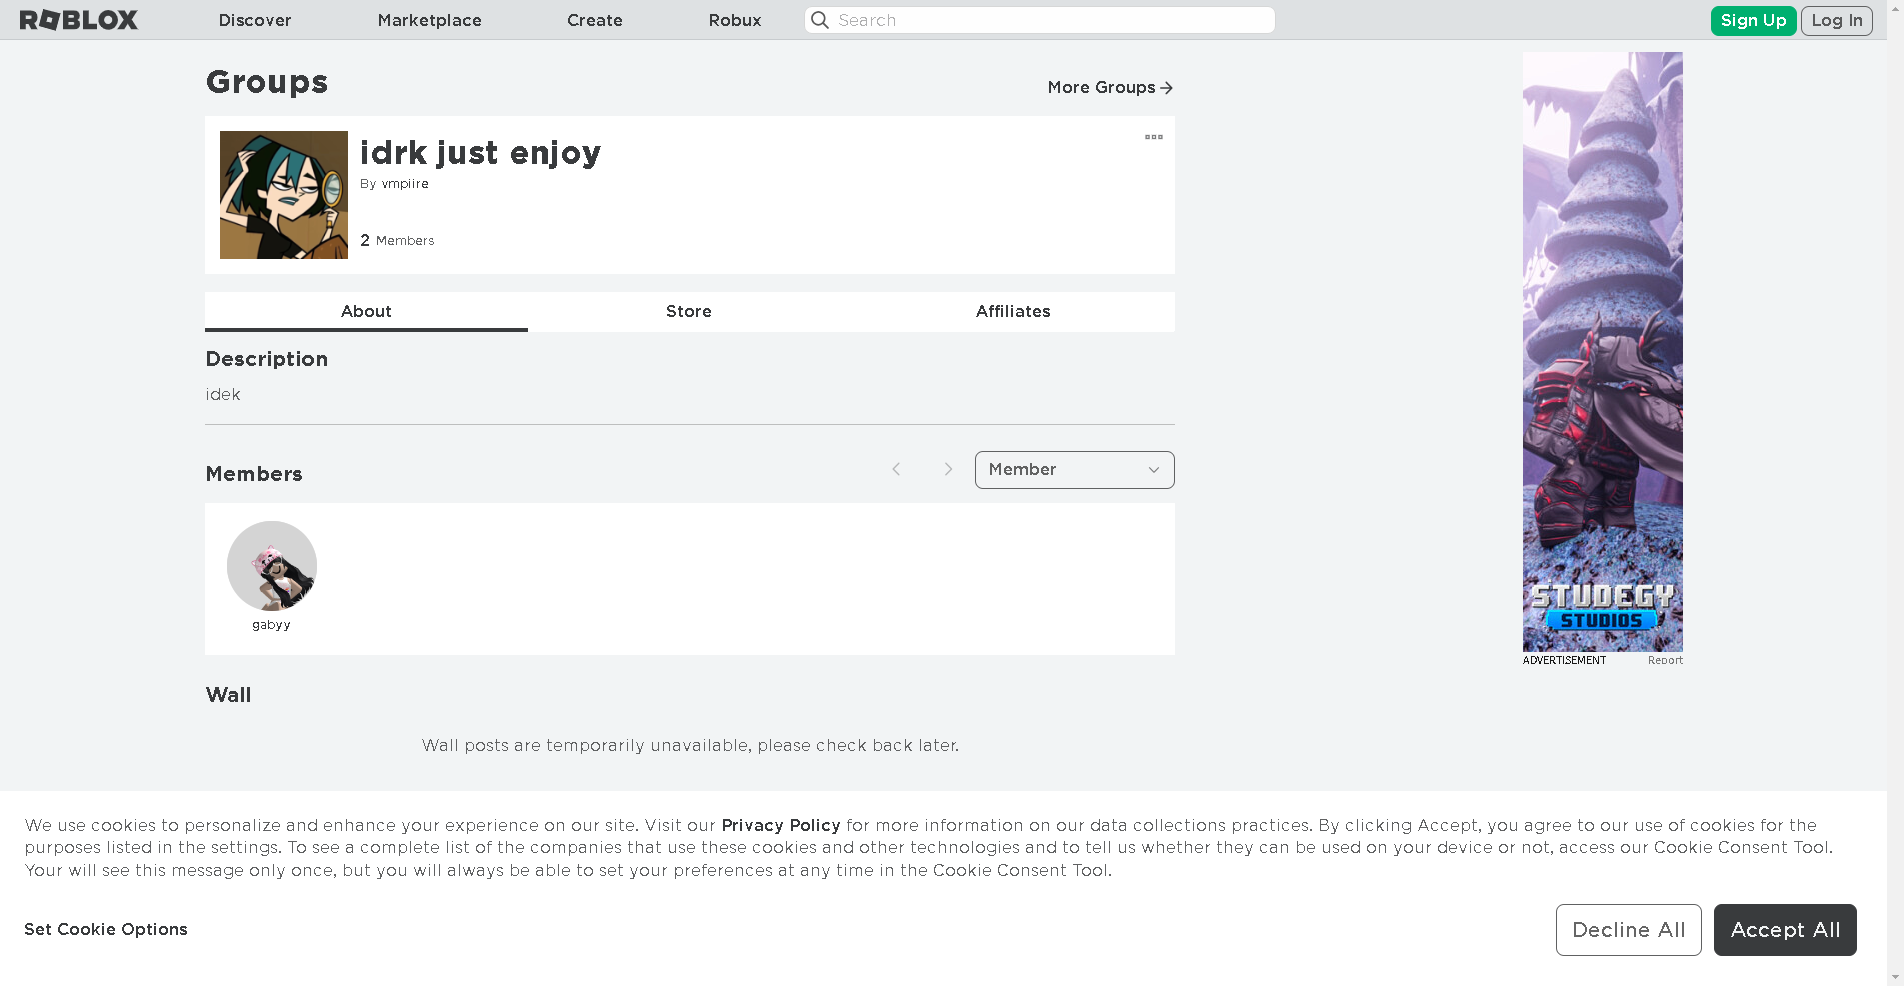 ROBLOX Discover Marketplace Create Robux Search Sign Up Log In
Groups
More Groups
idrk just enjoy
By vmpiire
2 Members
About Store Affiliates
Description
idek
Members
Member
gabyy
Wall
Wall posts are temporarily unavailable, please check back later.
STUDEGY
STUDIOS
ADVERTISEMENT Report
We use cookies to personalize and enhance your experience on our site. Visit our Privacy Policy for more information on our data collections practices. By clicking Accept, you agree to our use of cookies for the
purposes listed in the settings. To see a complete list of the companies that use these cookies and other technologies and to tell us whether they can be used on your device or not, access our Cookie Consent Tool.
Your will see this message only once, but you will always be able to set your preferences at any time in the Cookie Consent Tool.
Set Cookie Options
Decline All
Accept All